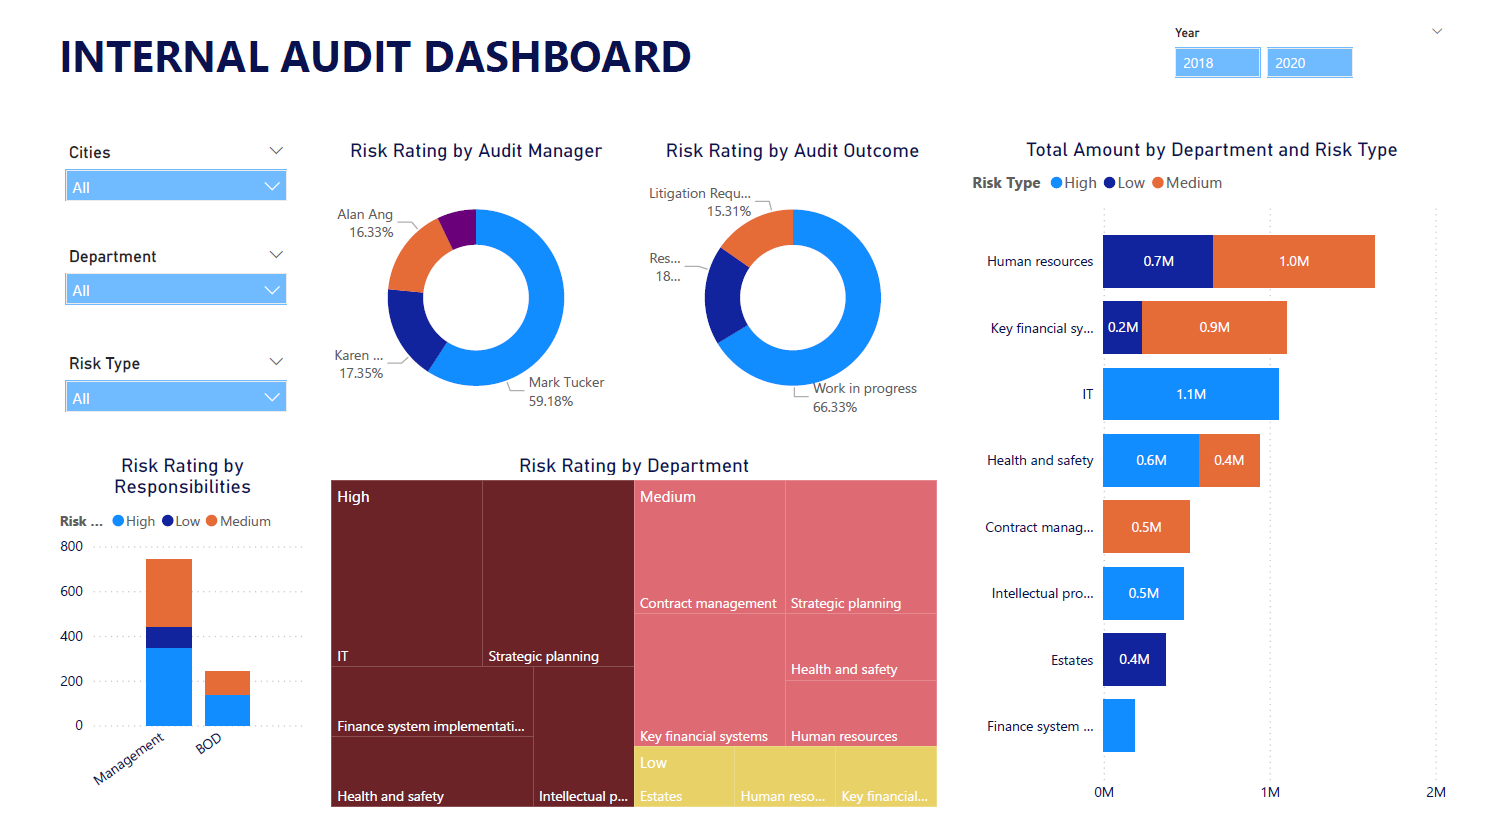 INTERNAL AUDIT DASHBOARD
Year
2018
2020
Cities
All
Department
All
Risk Type
All
Risk Rating by Audit Manager
Alan Ang
16.33%
Karen ...
17.35%
Mark Tucker
59.18%
Risk Rating by Audit Outcome
Litigation Requ...
15.31%
Res...
18...
Work in progress
66.33%
Total Amount by Department and Risk Type
Risk Type High Low Medium
Human resources 0.7M 1.0M
Key financial sy... 0.2M 0.9M
IT 1.1M
Health and safety 0.6M 0.4M
Contract manag... 0.5M
Intellectual pro... 0.5M
Estates 0.4M
Finance system ...
0M 1M 2M
Risk Rating by
Responsibilities
Risk ... High Low Medium
800
600
400
200
0
Management
BOD
Risk Rating by Department
High
IT
Strategic planning
Finance system implementati...
Health and safety
Intellectual p...
Medium
Contract management
Strategic planning
Key financial systems
Health and safety
Human resources
Low
Estates
Human reso...
Key financial...